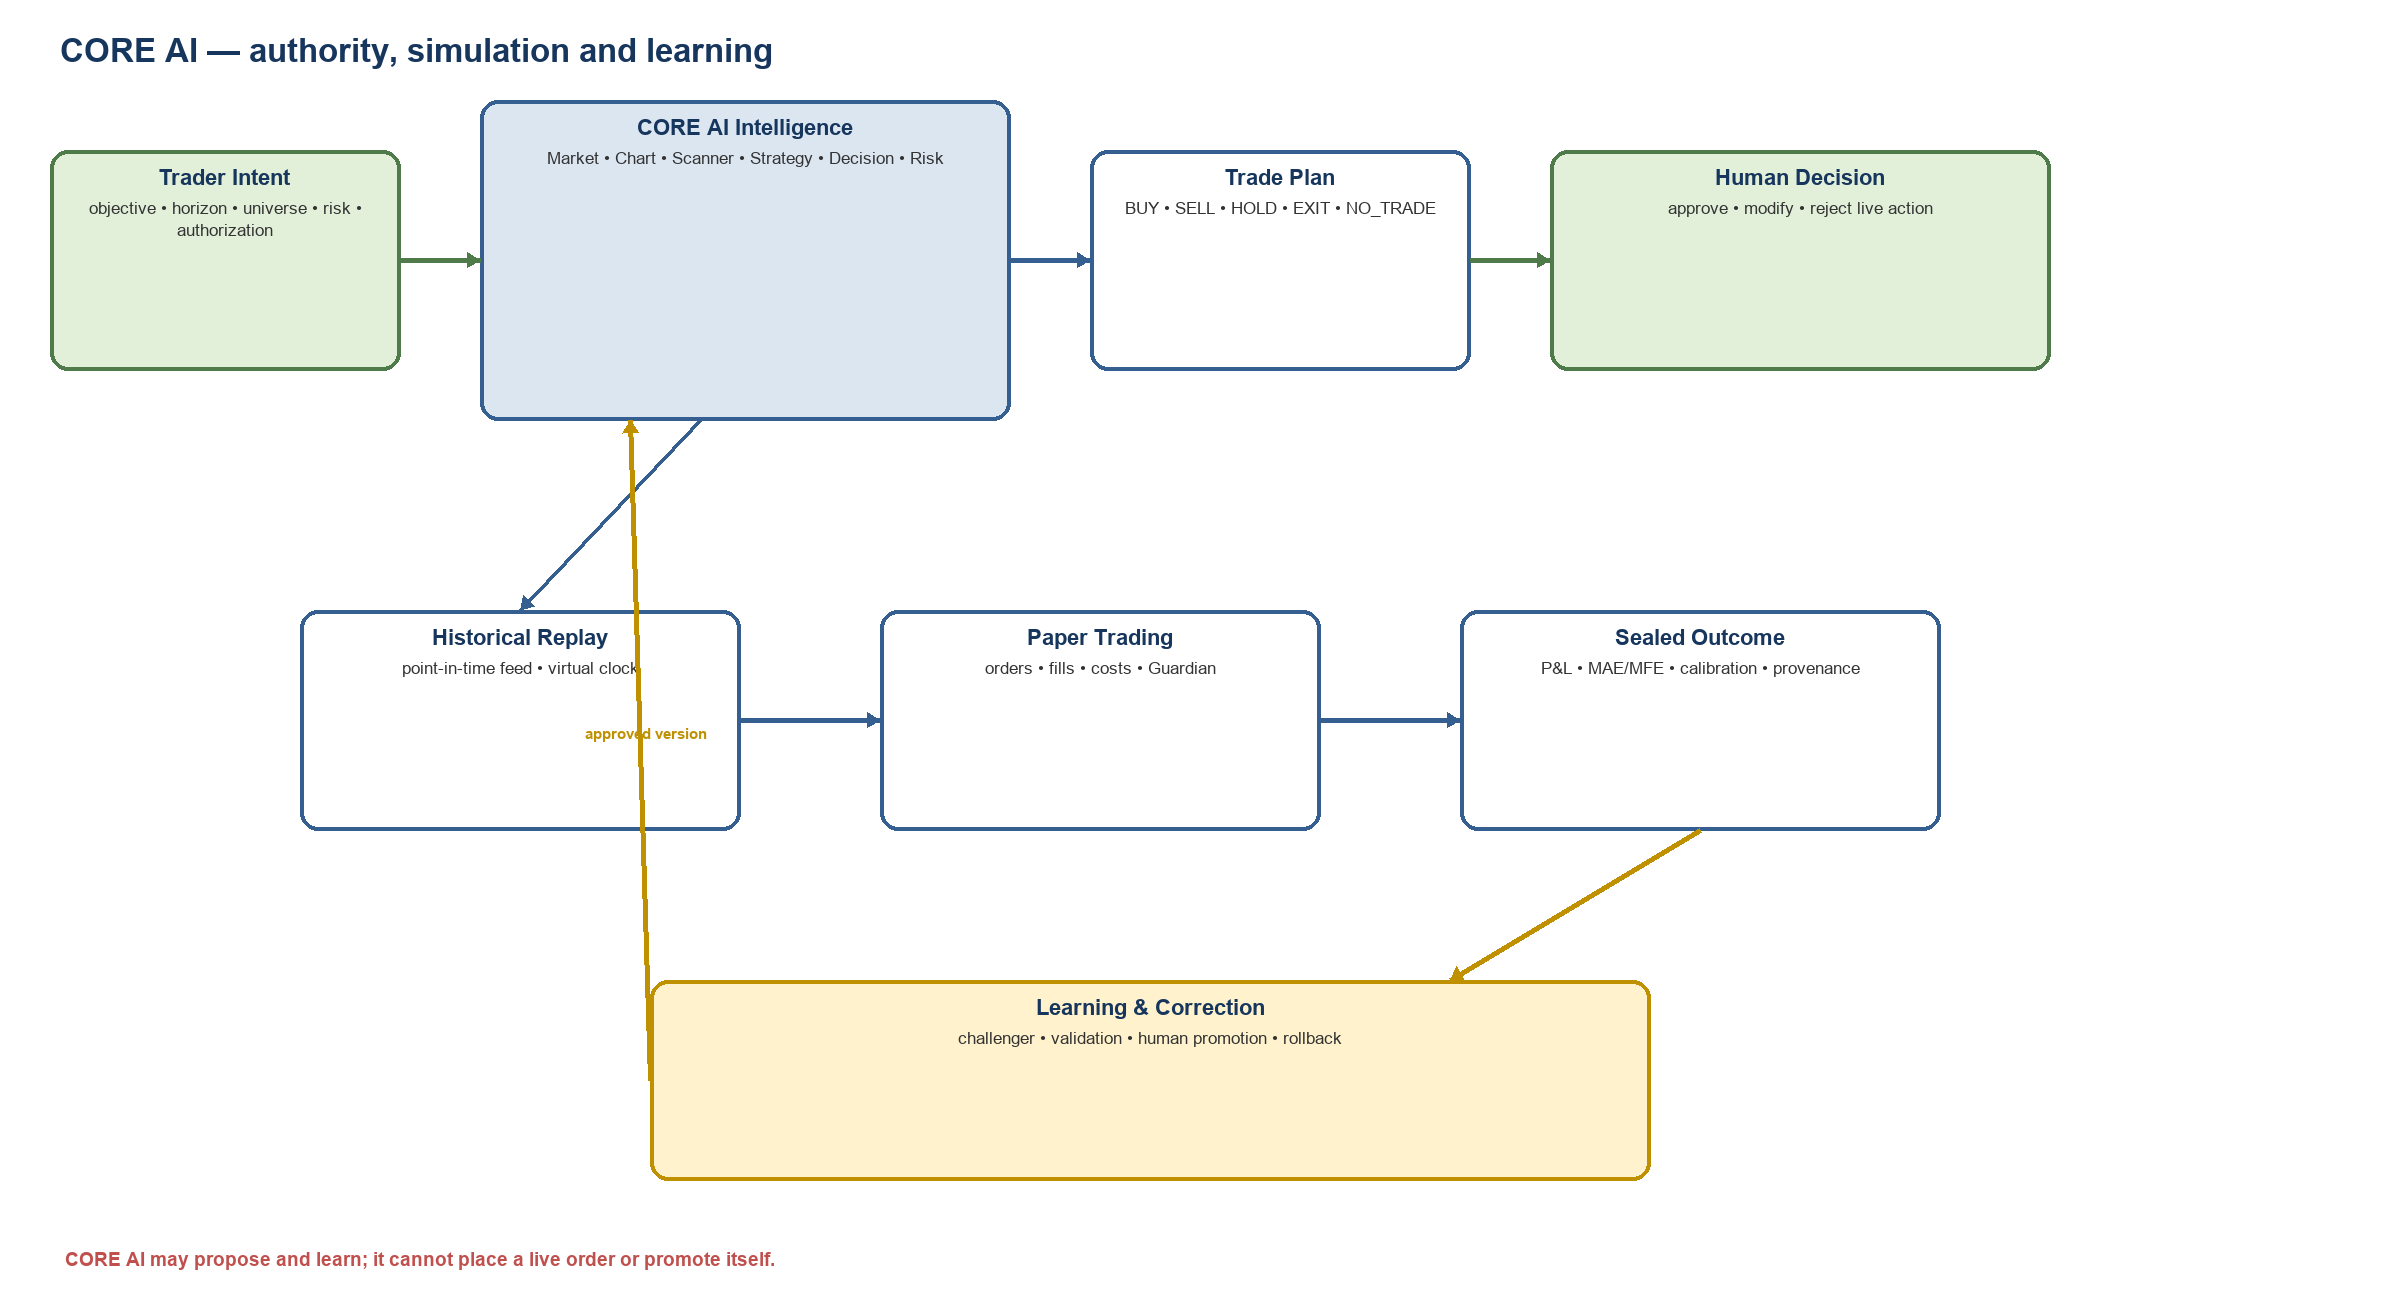 CORE AI — authority, simulation and learning
CORE AI Intelligence
Market • Chart • Scanner • Strategy • Decision • Risk
Trader Intent
objective • horizon • universe • risk •
authorization
Trade Plan
BUY • SELL • HOLD • EXIT • NO_TRADE
Human Decision
approve • modify • reject live action
Historical Replay
point-in-time feed • virtual clock
approved version
Paper Trading
orders • fills • costs • Guardian
Sealed Outcome
P&L • MAE/MFE • calibration • provenance
Learning & Correction
challenger • validation • human promotion • rollback
CORE AI may propose and learn; it cannot place a live order or promote itself.